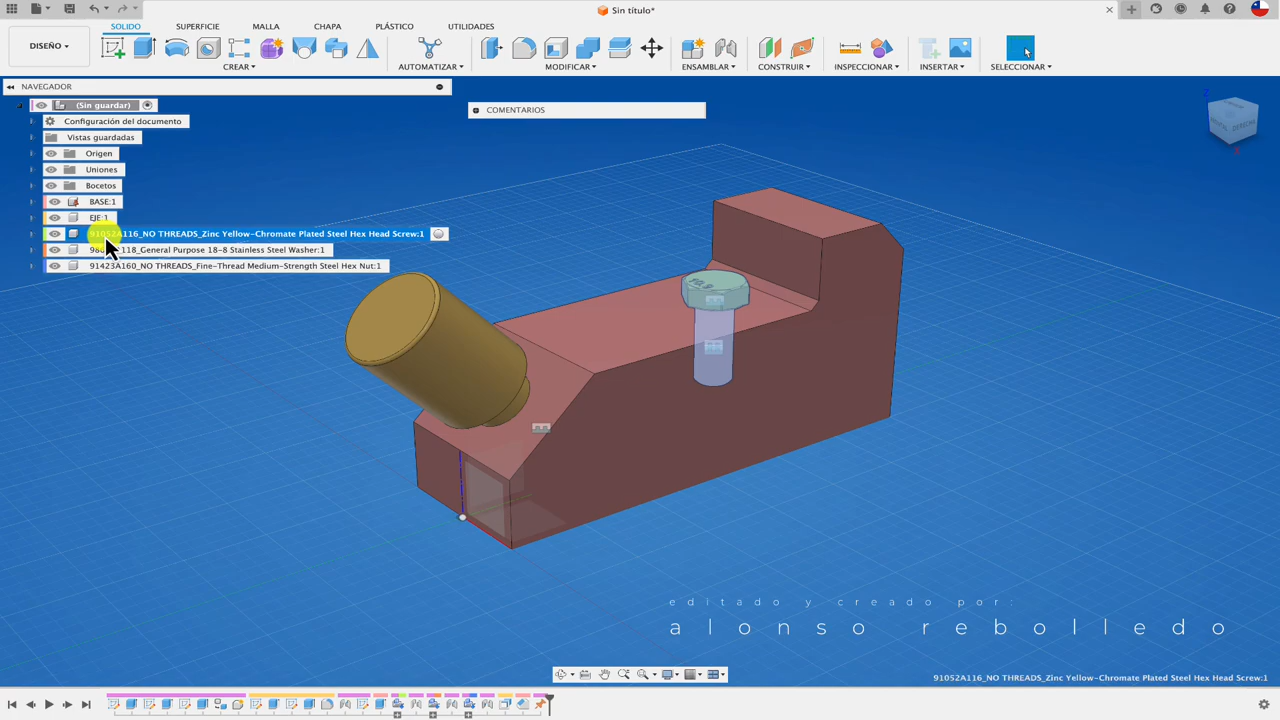 Sin título*
DISEÑO
SOLIDO SUPERFICIE MALLA CHAPA PLÁSTICO UTILIDADES
CREAR AUTOMATIZAR MODIFICAR ENSAMBLAR CONSTRUIR INSPECCIONAR INSERTAR SELECCIONAR
NAVEGADOR
COMENTARIOS
(Sin guardar)
Configuración del documento
Vistas guardadas
Origen
Uniones
Bocetos
BASE:1
EJE:1
91052A116_NO THREADS_Zinc Yellow-Chromate Plated Steel Hex Head Screw:1
118_General Purpose 18-8 Stainless Steel Washer:1
91423A160_NO THREADS_Fine-Thread Medium-Strength Steel Hex Nut:1
editado y creado por:
alonso rebolledo
91052A116_NO THREADS_Zinc Yellow-Chromate Plated Steel Hex Head Screw:1